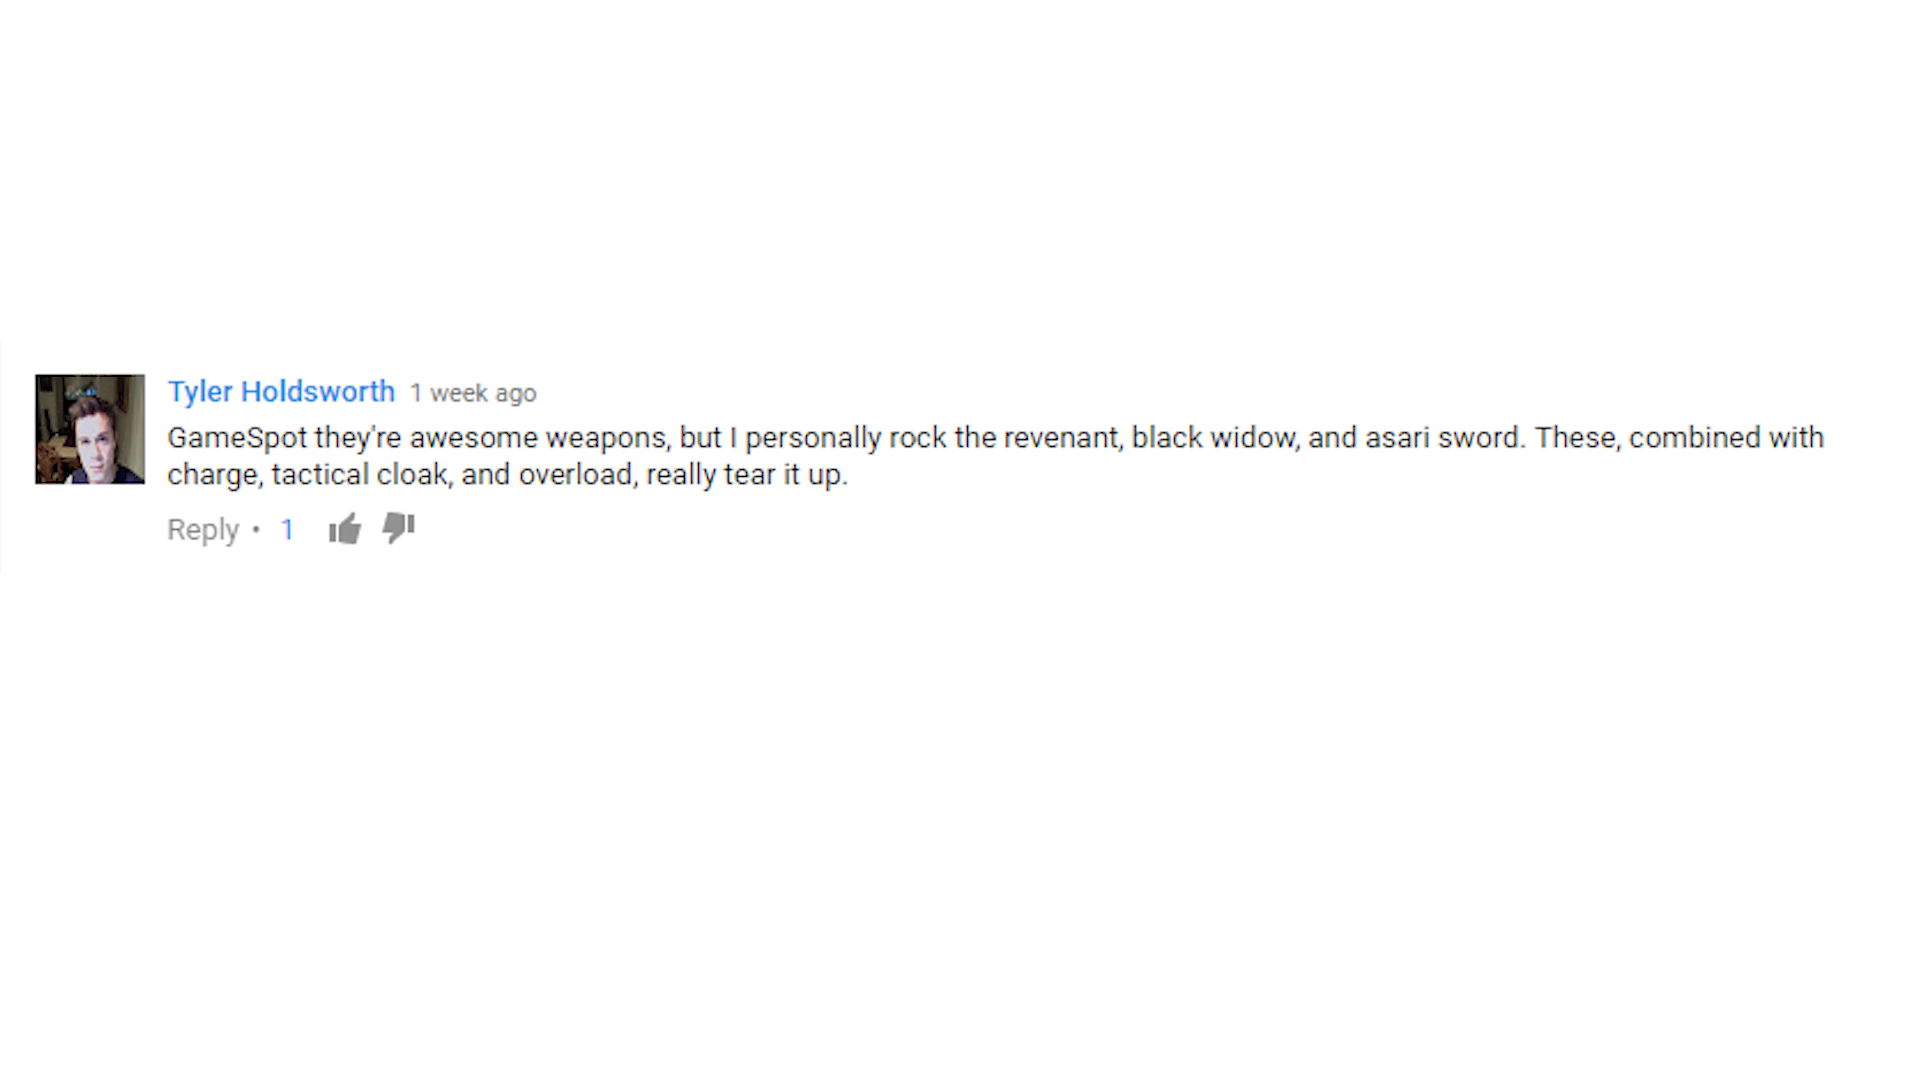 Tyler Holdsworth 1 week ago
GameSpot they're awesome weapons, but I personally rock the revenant, black widow, and asari sword. These, combined with
charge, tactical cloak, and overload, really tear it up.
Reply • 1